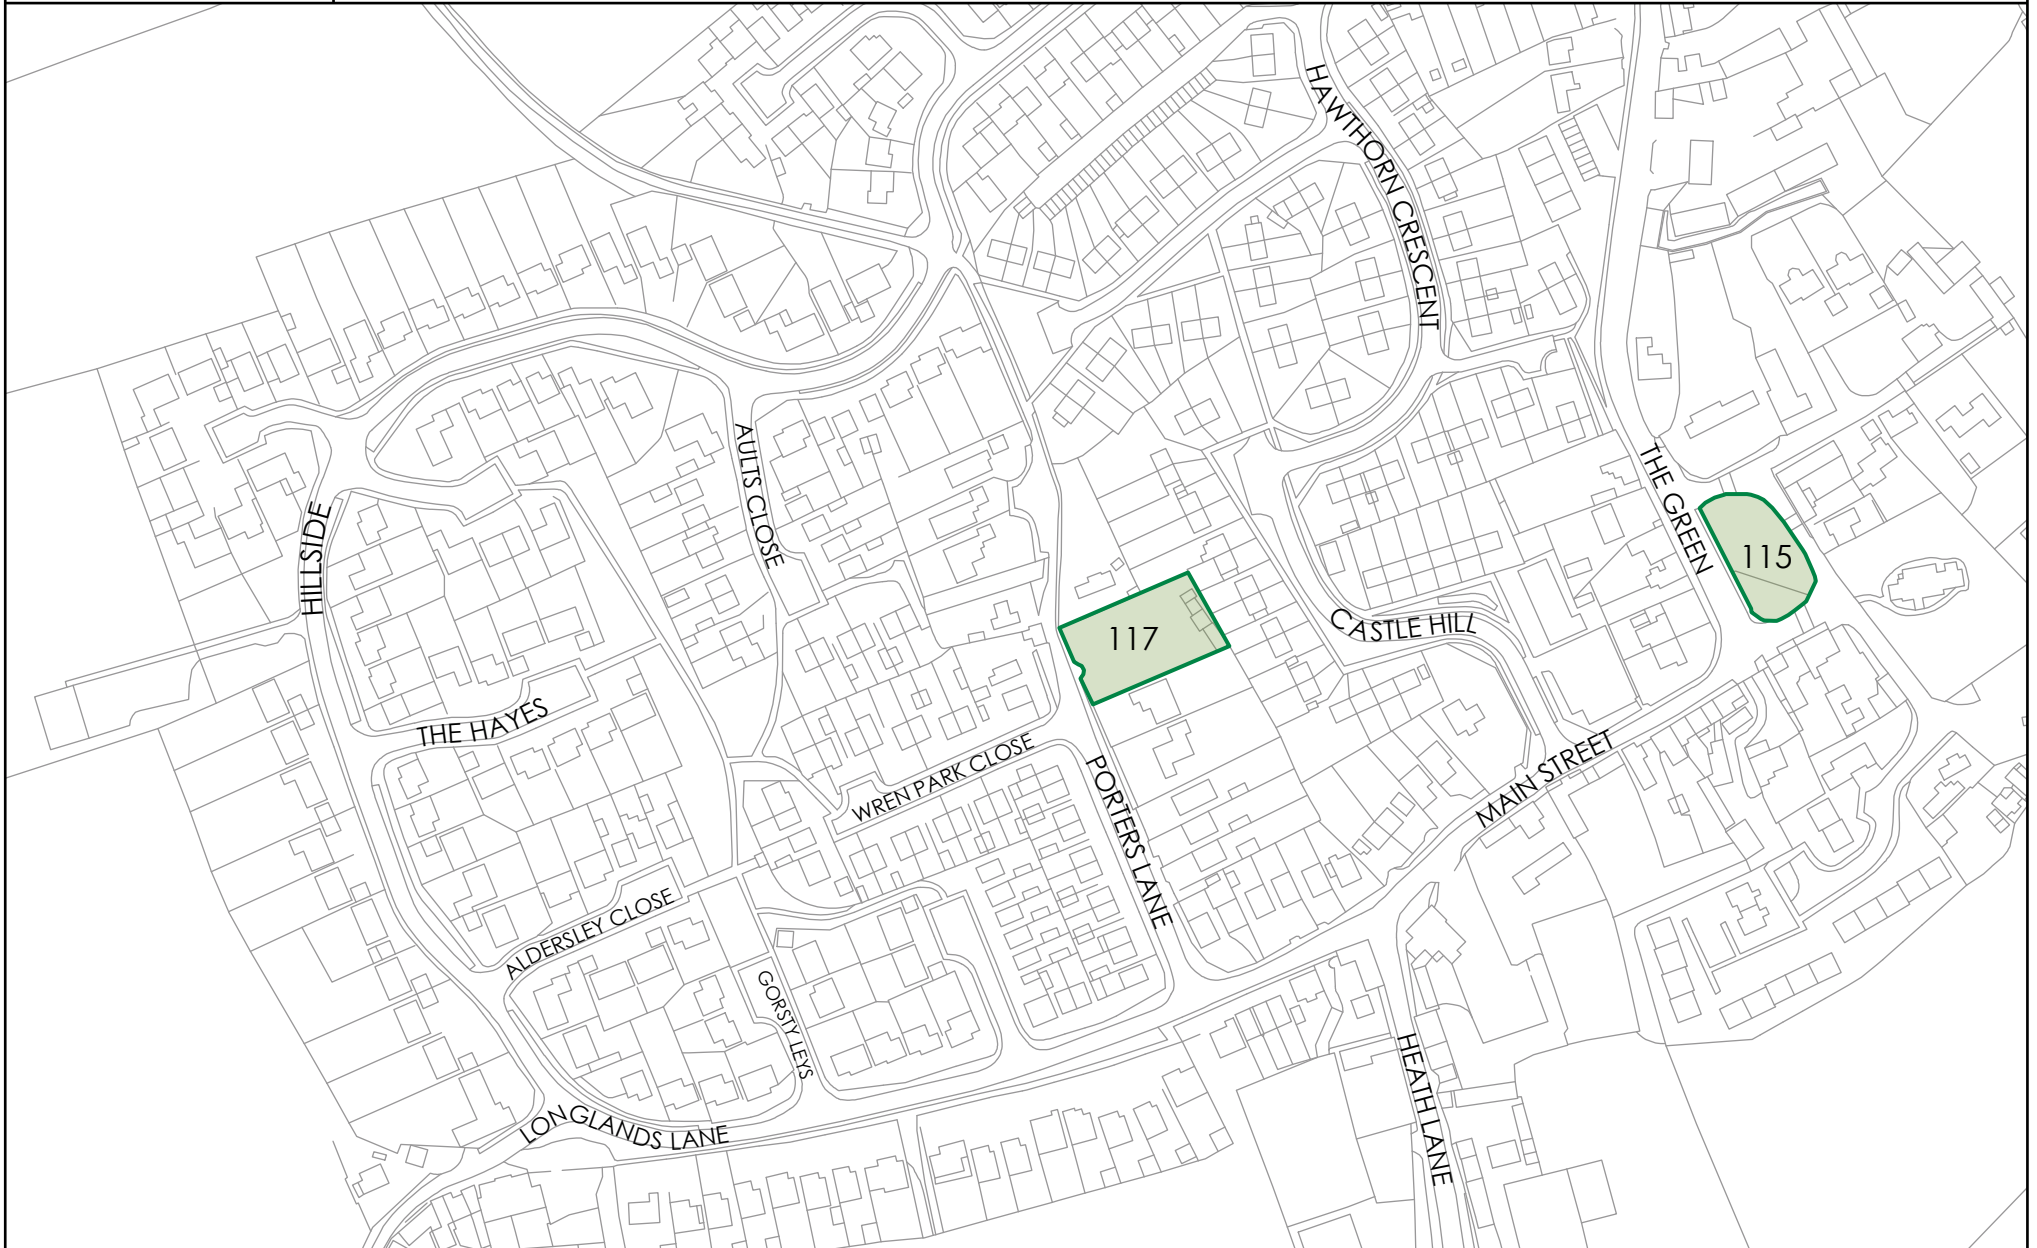 HAWTHORN CRESCENT
AULTS CLOSE
THE GREEN
HILLSIDE
115
117
CASTLE HILL
THE HAYES
WREN PARK CLOSE
MAIN STREET
PORTERS LANE
ALDERSLEY CLOSE
GORSTY LEYS
HEATH LANE
LONGLANDS LANE